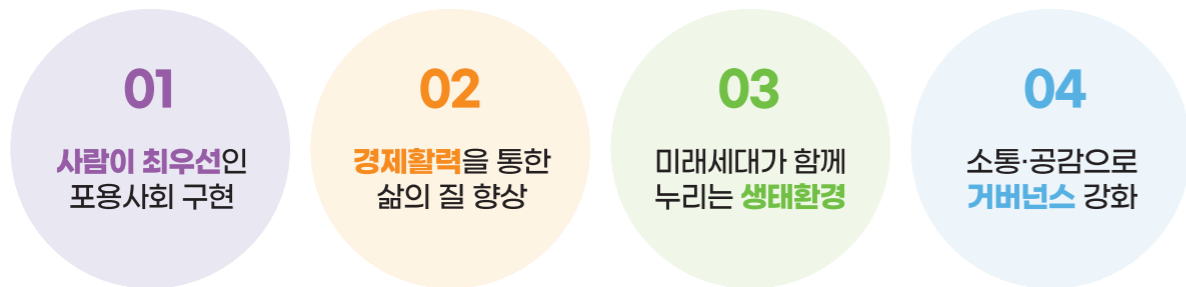 01
사람이 최우선인
포용사회 구현
02
경제활력을 통한
삶의 질 향상
03
미래세대가 함께
누리는 생태환경
04
소통·공감으로
거버넌스 강화